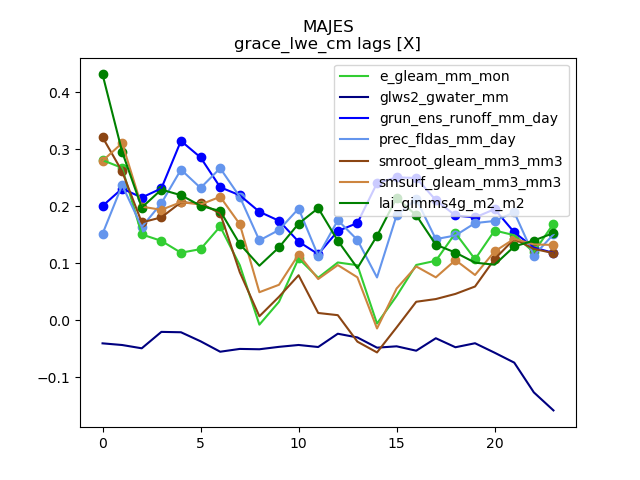 MAJES
grace_lwe_cm lags [X]
e_gleam_mm_mon
glws2_gwater_mm
grun_ens_runoff_mm_day
prec_fldas_mm_day
smroot_gleam_mm3_mm3
smsurf_gleam_mm3_mm3
lai_gimms4g_m2_m2
0.4
0.3
0.2
0.1
0.0
−0.1
0
5
10
15
20